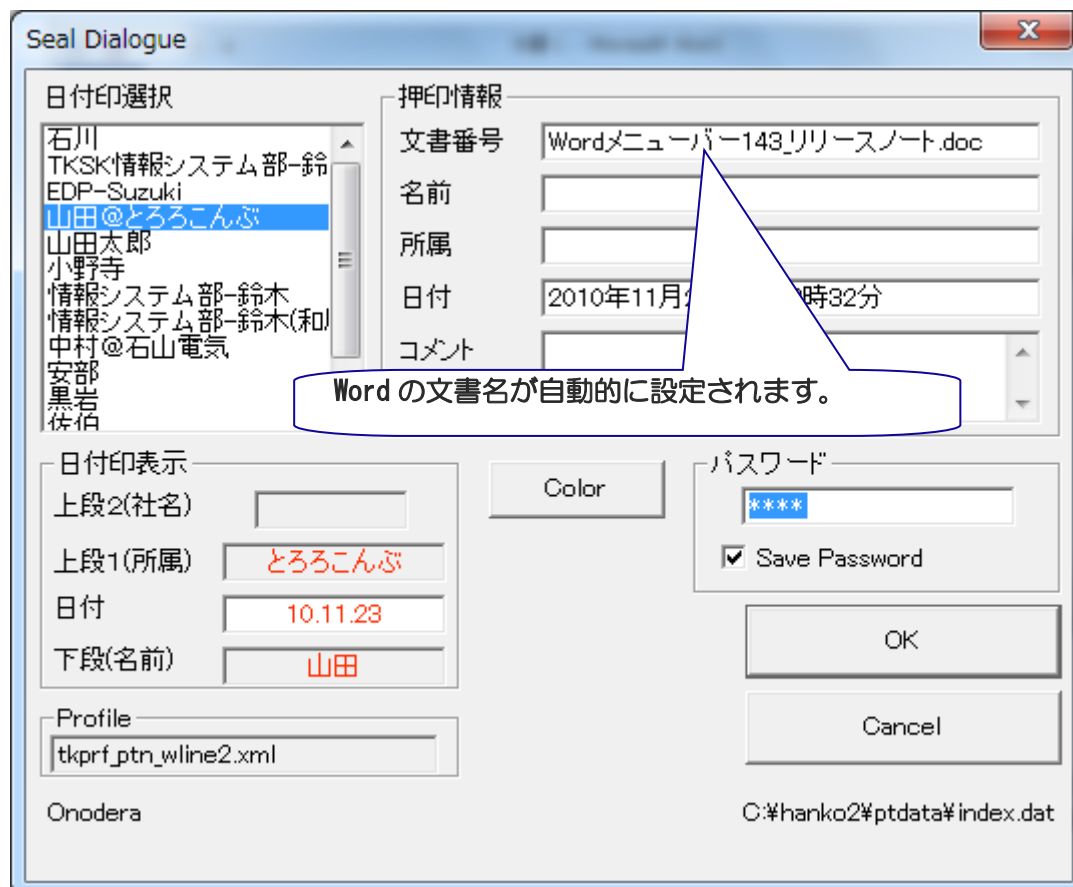 Seal Dialogue
日付印選択
石川
TKSK情報システム部-鈴
EDP-Suzuki
山田@とろろこんぶ
山田太郎
小野寺
情報システム部-鈴木
情報システム部-鈴木(和
中村@石山電気
安部
黒岩
佐伯
押印情報
文書番号 Wordメニューバー143_リリースノート.doc
名前
所属
日付 2010年11月 時32分
コメント
Word の文書名が自動的に設定されます。
日付印表示
上段2(社名)
上段1(所属) とろろこんぶ
日付 10.11.23
下段(名前) 山田
Color
パスワード
****
Save Password
OK
Cancel
Profile
tkprf_ptn_wline2.xml
Onodera
C:¥hanko2¥ptdata¥index.dat